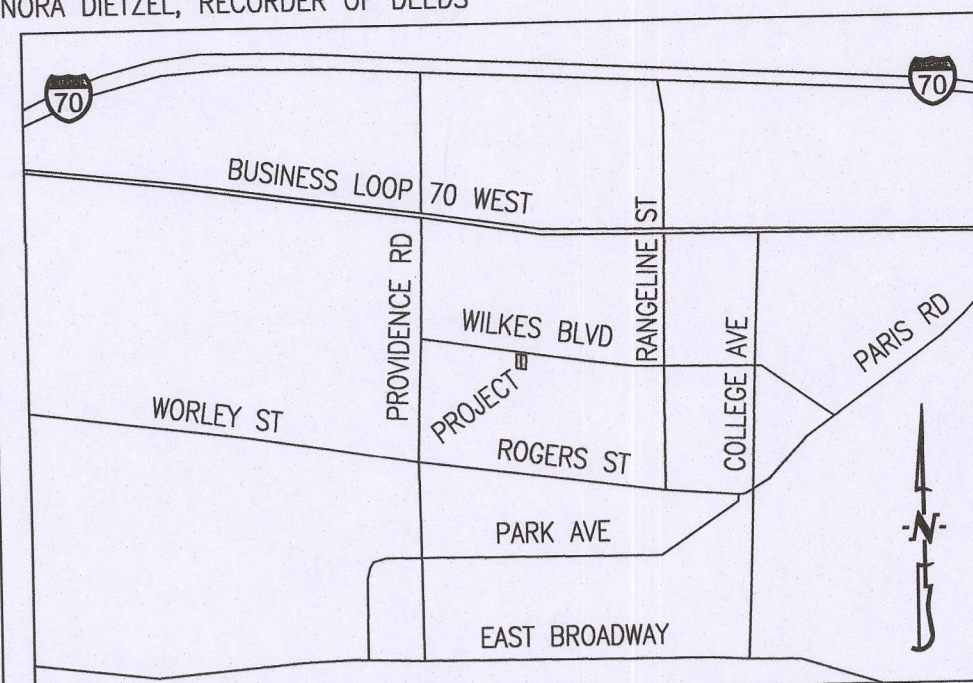 NORA DIETZEL, RECORDER OF DEEDS
70
70
BUSINESS LOOP 70 WEST
RANGELINE ST
PROVIDENCE RD
WILKES BLVD
COLLEGE AVE
PARIS RD
PROJECT
WORLEY ST
ROGERS ST
PARK AVE
N
EAST BROADWAY